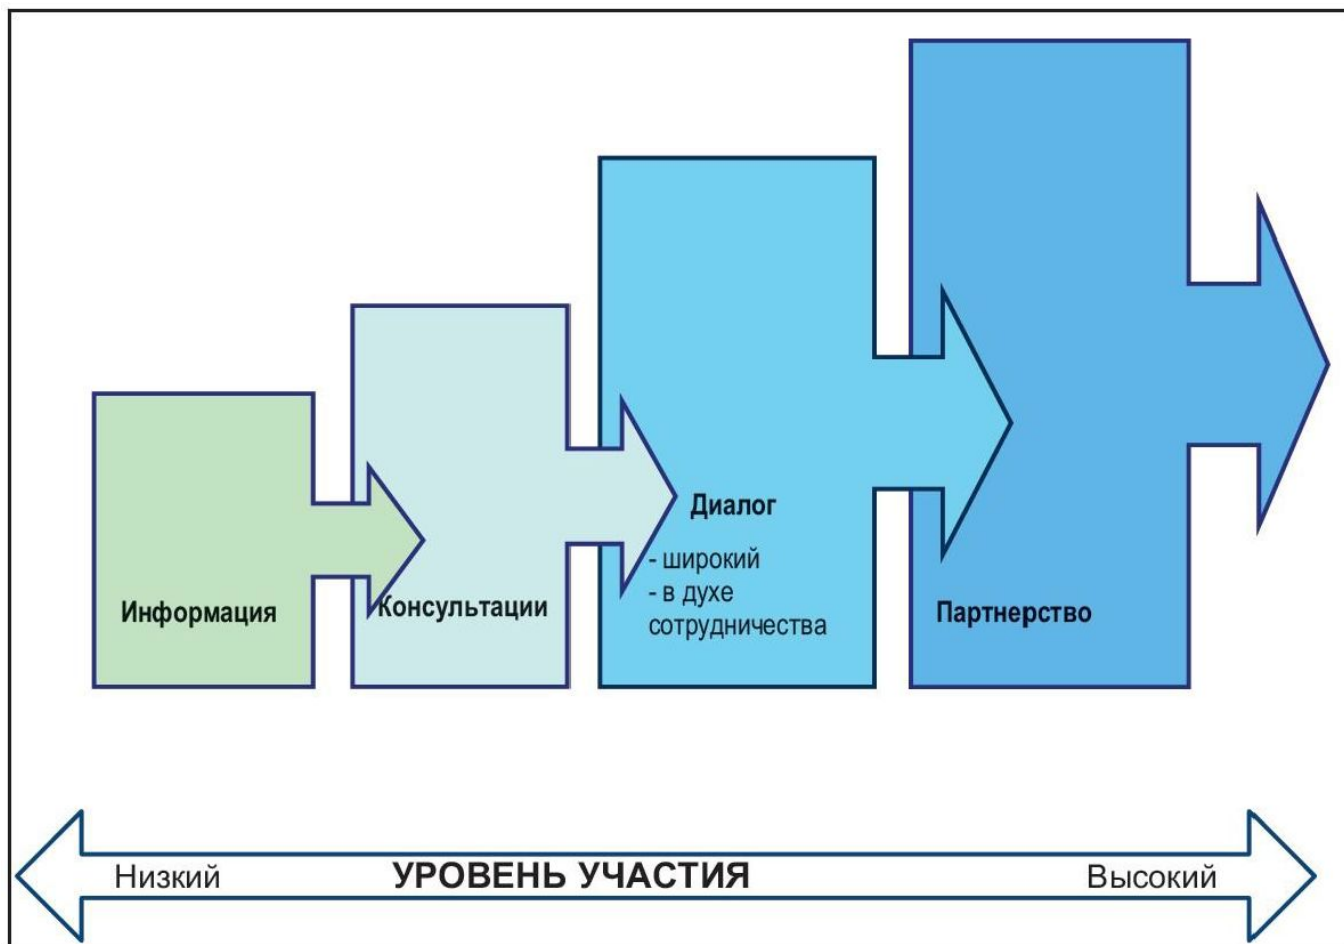 Информация
Консультации
Диалог
- широкий
- в духе
сотрудничества
Партнерство
Низкий
УРОВЕНЬ УЧАСТИЯ
Высокий